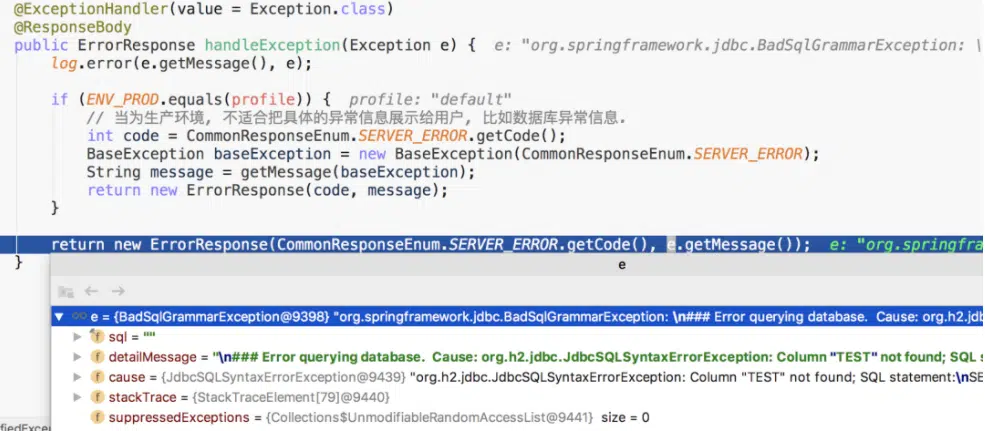 @ExceptionHandler(value = Exception.class)
@ResponseBody
public ErrorResponse handleException(Exception e) {  e: "org.springframework.jdbc.BadSqlGrammarException: \
log.error(e.getMessage(), e);
if (ENV_PROD.equals(profile)) {  profile: "default"
// 当为生产环境, 不适合把具体的异常信息展示给用户, 比如数据库异常信息.
int code = CommonResponseEnum.SERVER_ERROR.getCode();
BaseException baseException = new BaseException(CommonResponseEnum.SERVER_ERROR);
String message = getMessage(baseException);
return new ErrorResponse(code, message);
}
return new ErrorResponse(CommonResponseEnum.SERVER_ERROR.getCode(), e.getMessage());  e: "org.springfra
}
e
e = {BadSqlGrammarException@9398} "org.springframework.jdbc.BadSqlGrammarException: \n### Error querying database.  Cause: org.h2.
f sql = ""
f detailMessage = "\n### Error querying database.  Cause: org.h2.jdbc.JdbcSQLSyntaxErrorException: Column "TEST" not found; SQL s
f cause = {JdbcSQLSyntaxErrorException@9439} "org.h2.jdbc.JdbcSQLSyntaxErrorException: Column "TEST" not found; SQL statement:\nSE
f stackTrace = {StackTraceElement[79]@9440}
f suppressedExceptions = {Collections$UnmodifiableRandomAccessList@9441}  size = 0
fiedExce